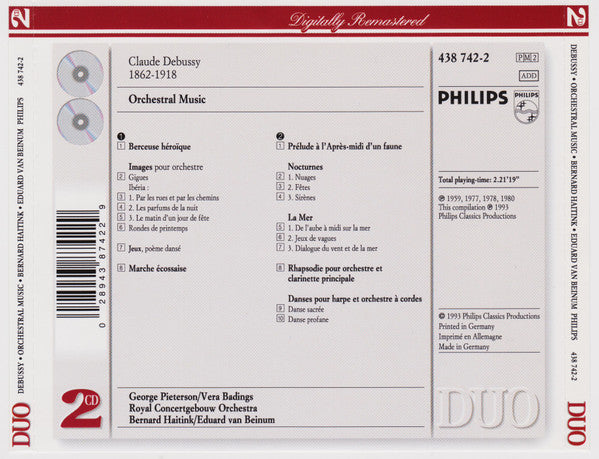 Digitally Remastered
2 CD
2 CD
DEBUSSY • ORCHESTRAL MUSIC • BERNARD HAITINK • EDUARD VAN BEINUM PHILIPS 438 742-2
DUO
Claude Debussy
1862-1918
Orchestral Music
1
1 Berceuse héroïque
Images pour orchestre
2 Gigues
Ibéria :
3 1. Par les rues et par les chemins
4 2. Les parfums de la nuit
5 3. Le matin d'un jour de fête
6 Rondes de printemps
7 Jeux, poème dansé
8 Marche écossaise
2
1 Prélude à l'Après-midi d'un faune
Nocturnes
2 1. Nuages
3 2. Fêtes
4 3. Sirènes
La Mer
5 1. De l'aube à midi sur la mer
6 2. Jeux de vagues
7 3. Dialogue du vent et de la mer
8 Rhapsodie pour orchestre et
clarinette principale
Danses pour harpe et orchestre à cordes
9 Danse sacrée
10 Danse profane
0 28943 87422 9
2 CD
George Pieterson/Vera Badings
Royal Concertgebouw Orchestra
Bernard Haitink/Eduard van Beinum
438 742-2
PM2
ADD
PHILIPS
PHILIPS
Total playing-time: 2.21'19"
℗ 1959, 1977, 1978, 1980
This compilation ℗ 1993
Philips Classics Productions
© 1993 Philips Classics Productions
Printed in Germany
Imprimé en Allemagne
Made in Germany
DUO
DEBUSSY • ORCHESTRAL MUSIC • BERNARD HAITINK • EDUARD VAN BEINUM PHILIPS 438 742-2
DUO